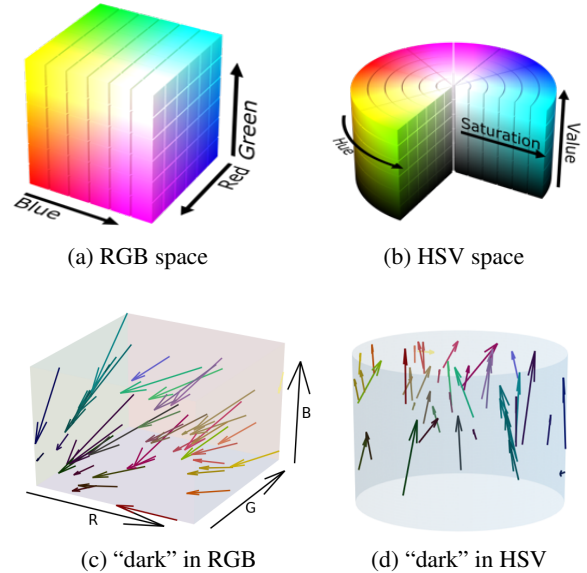 Green
Red
Blue
Hue
Saturation
Value
(a) RGB space
(b) HSV space
B
G
R
(c) “dark” in RGB
(d) “dark” in HSV